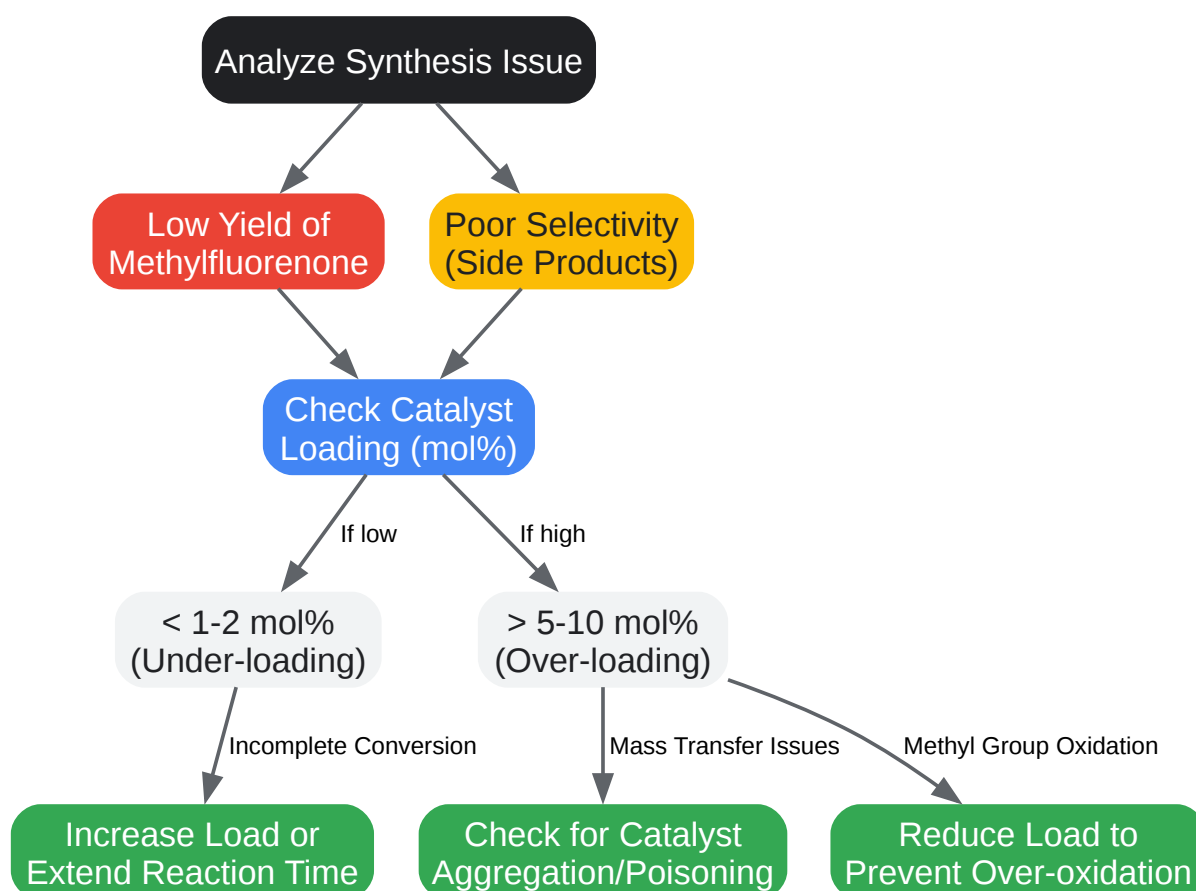 Analyze Synthesis Issue
Low Yield of
Methylfluorenone
Poor Selectivity
(Side Products)
Check Catalyst
Loading (mol%)
If low
If high
< 1-2 mol%
(Under-loading)
> 5-10 mol%
(Over-loading)
Incomplete Conversion
Mass Transfer Issues
Methyl Group Oxidation
Increase Load or
Extend Reaction Time
Check for Catalyst
Aggregation/Poisoning
Reduce Load to
Prevent Over-oxidation